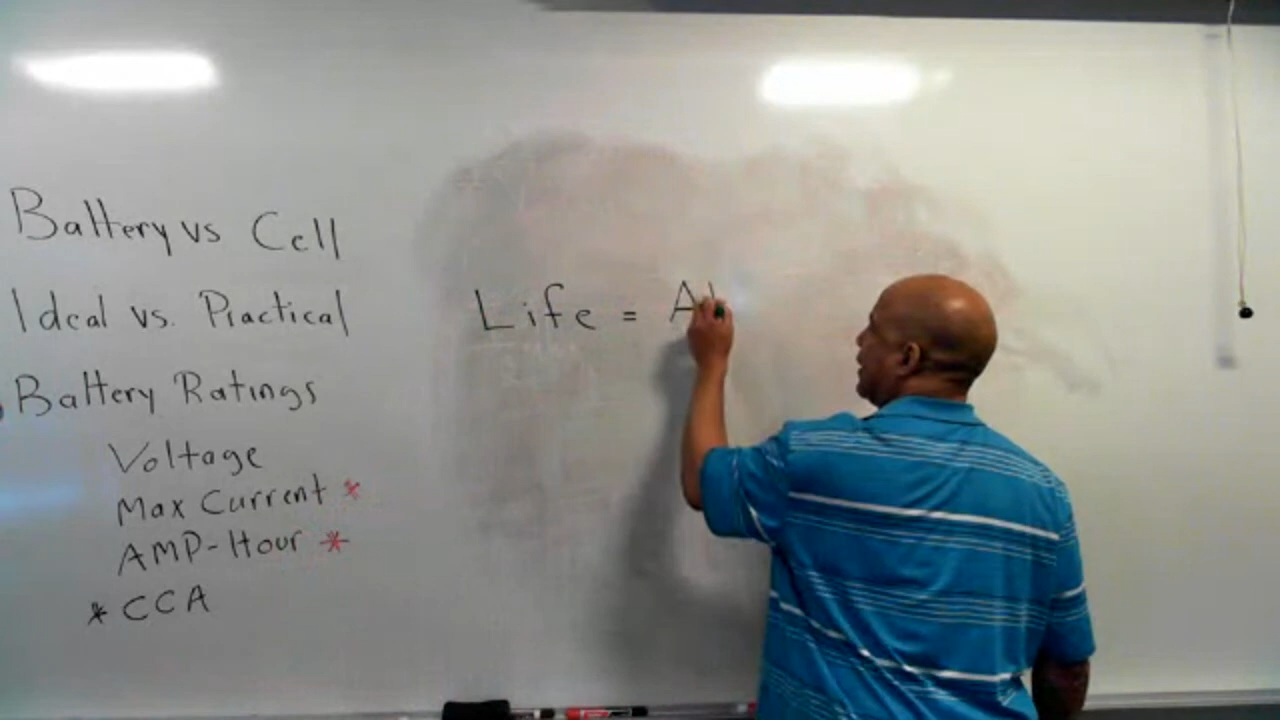 Battery vs Cell
Ideal vs. Practical
Battery Ratings
Voltage
Max Current *
AMP-Hour *
* CCA
Life = A